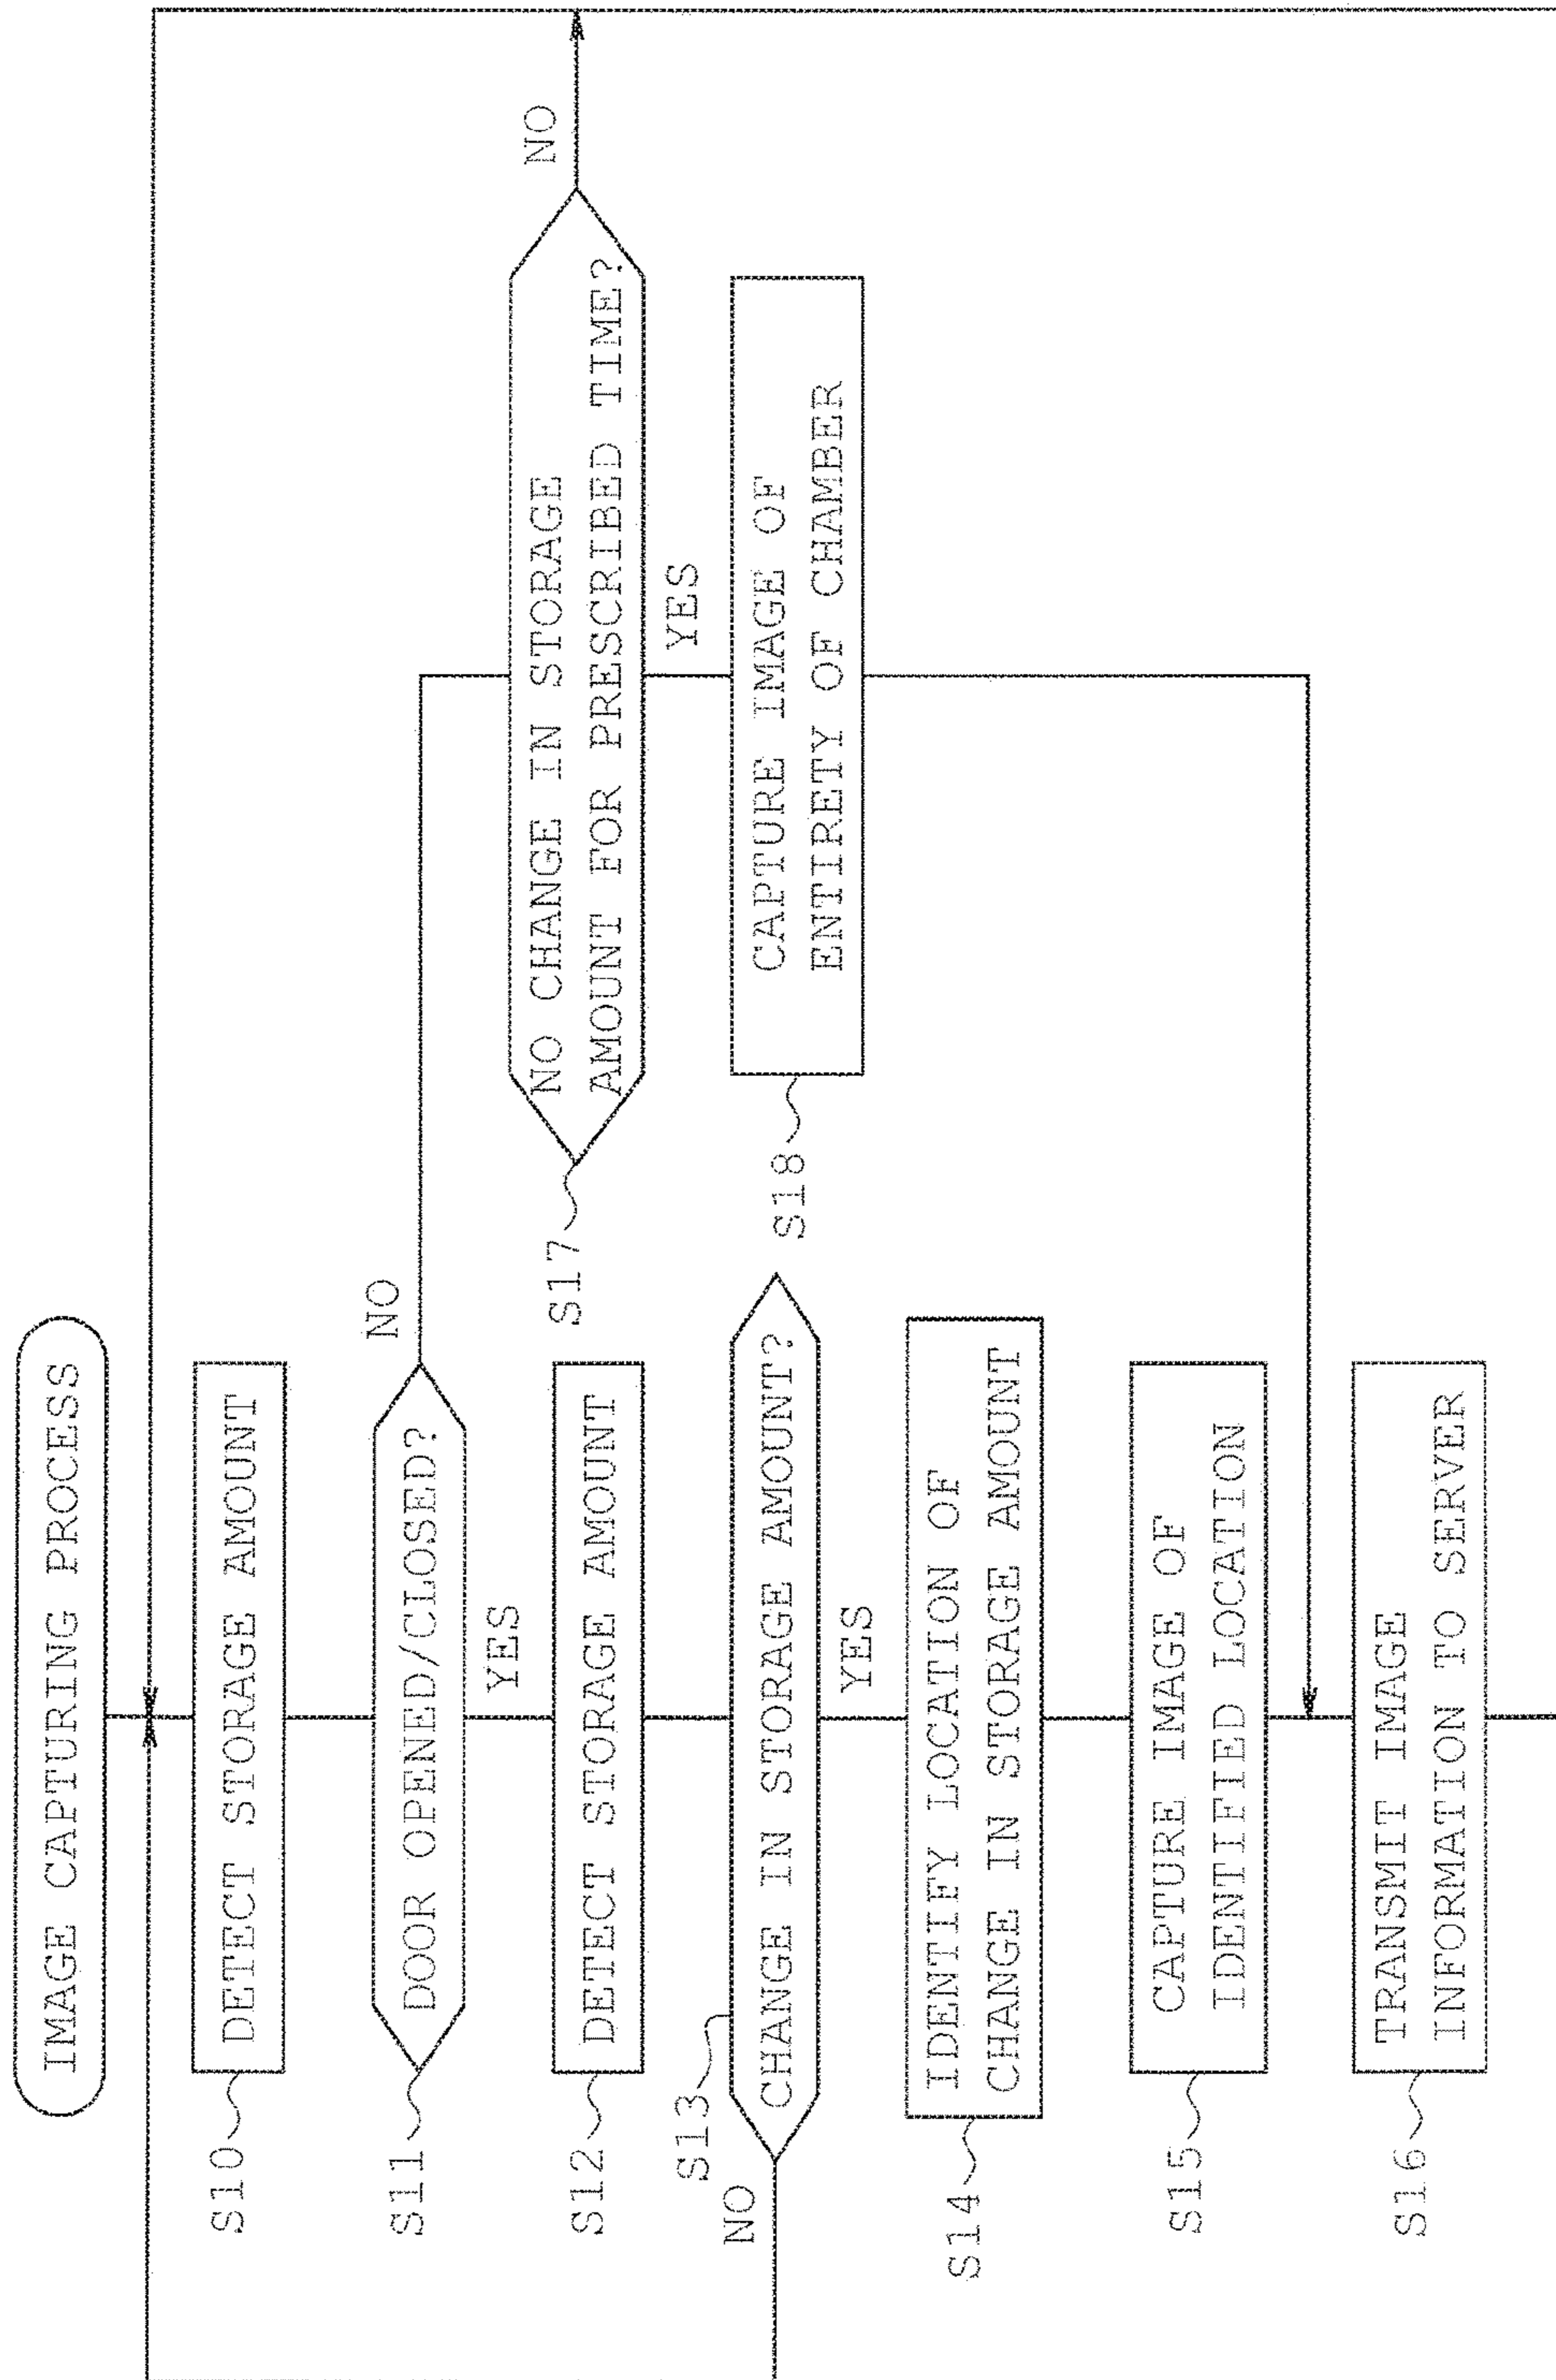 IMAGE CAPTURING PROCESS
S10
DETECT STORAGE AMOUNT
S11
DOOR OPENED/CLOSED?
NO
YES
S12
DETECT STORAGE AMOUNT
S13
CHANGE IN STORAGE AMOUNT?
NO
YES
S14
IDENTIFY LOCATION OF
CHANGE IN STORAGE AMOUNT
S15
CAPTURE IMAGE OF
IDENTIFIED LOCATION
S16
TRANSMIT IMAGE
INFORMATION TO SERVER
S17
NO CHANGE IN STORAGE
AMOUNT FOR PRESCRIBED TIME?
NO
YES
S18
CAPTURE IMAGE OF
ENTIRETY OF CHAMBER